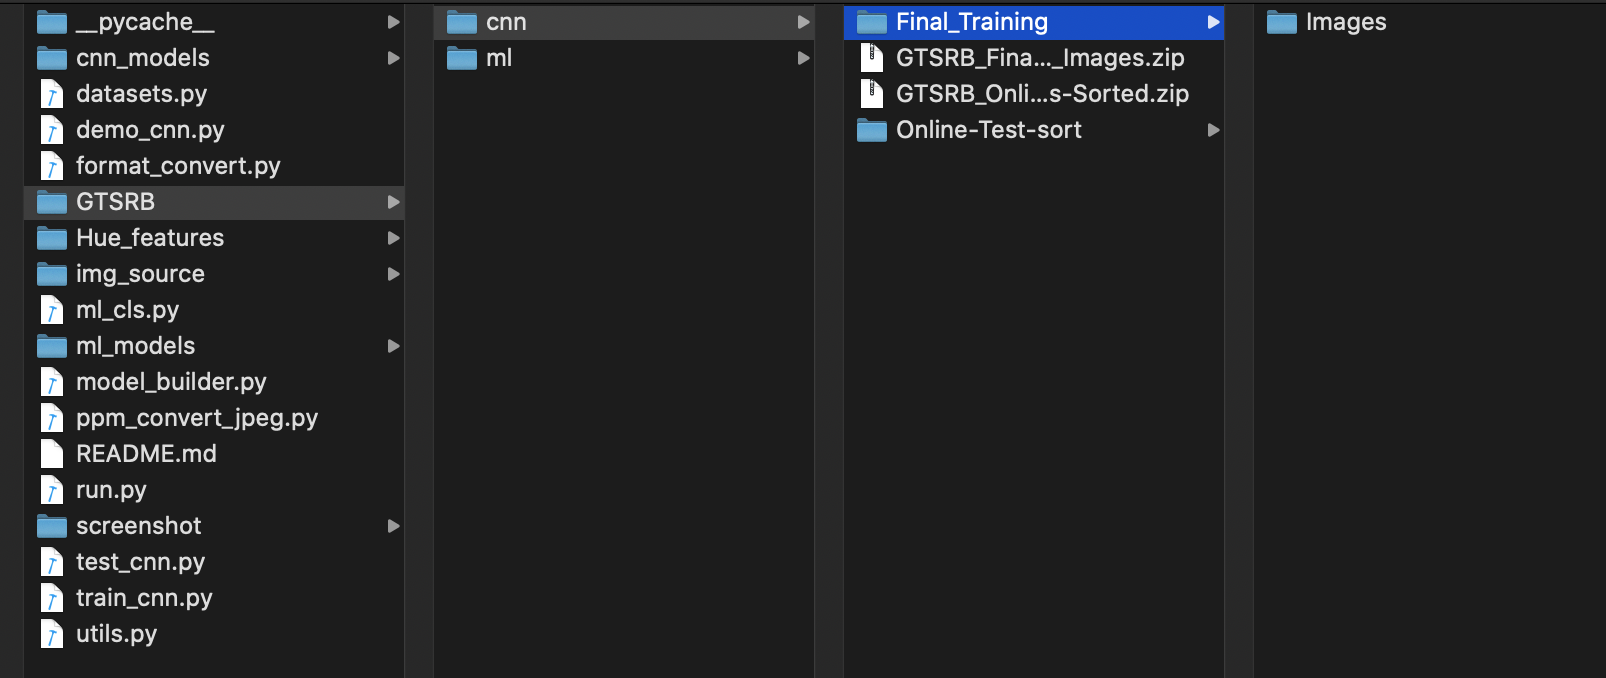 __pycache__
cnn_models
datasets.py
demo_cnn.py
format_convert.py
GTSRB
Hue_features
img_source
ml_cls.py
ml_models
model_builder.py
ppm_convert_jpeg.py
README.md
run.py
screenshot
test_cnn.py
train_cnn.py
utils.py
cnn
ml
Final_Training
GTSRB_Fina..._Images.zip
GTSRB_Onli...s-Sorted.zip
Online-Test-sort
Images